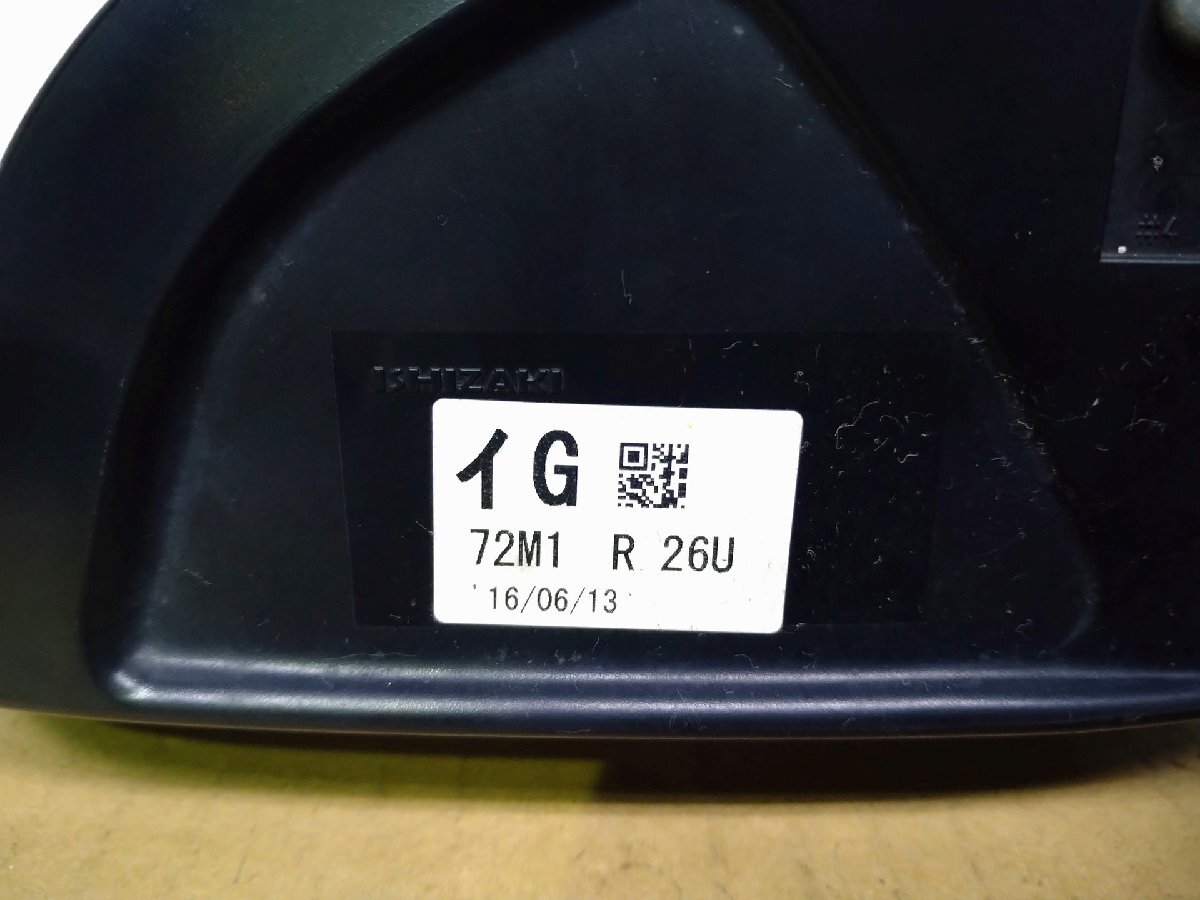 ISHIZAKI
イG
72M1 R 26U
'16/06/13